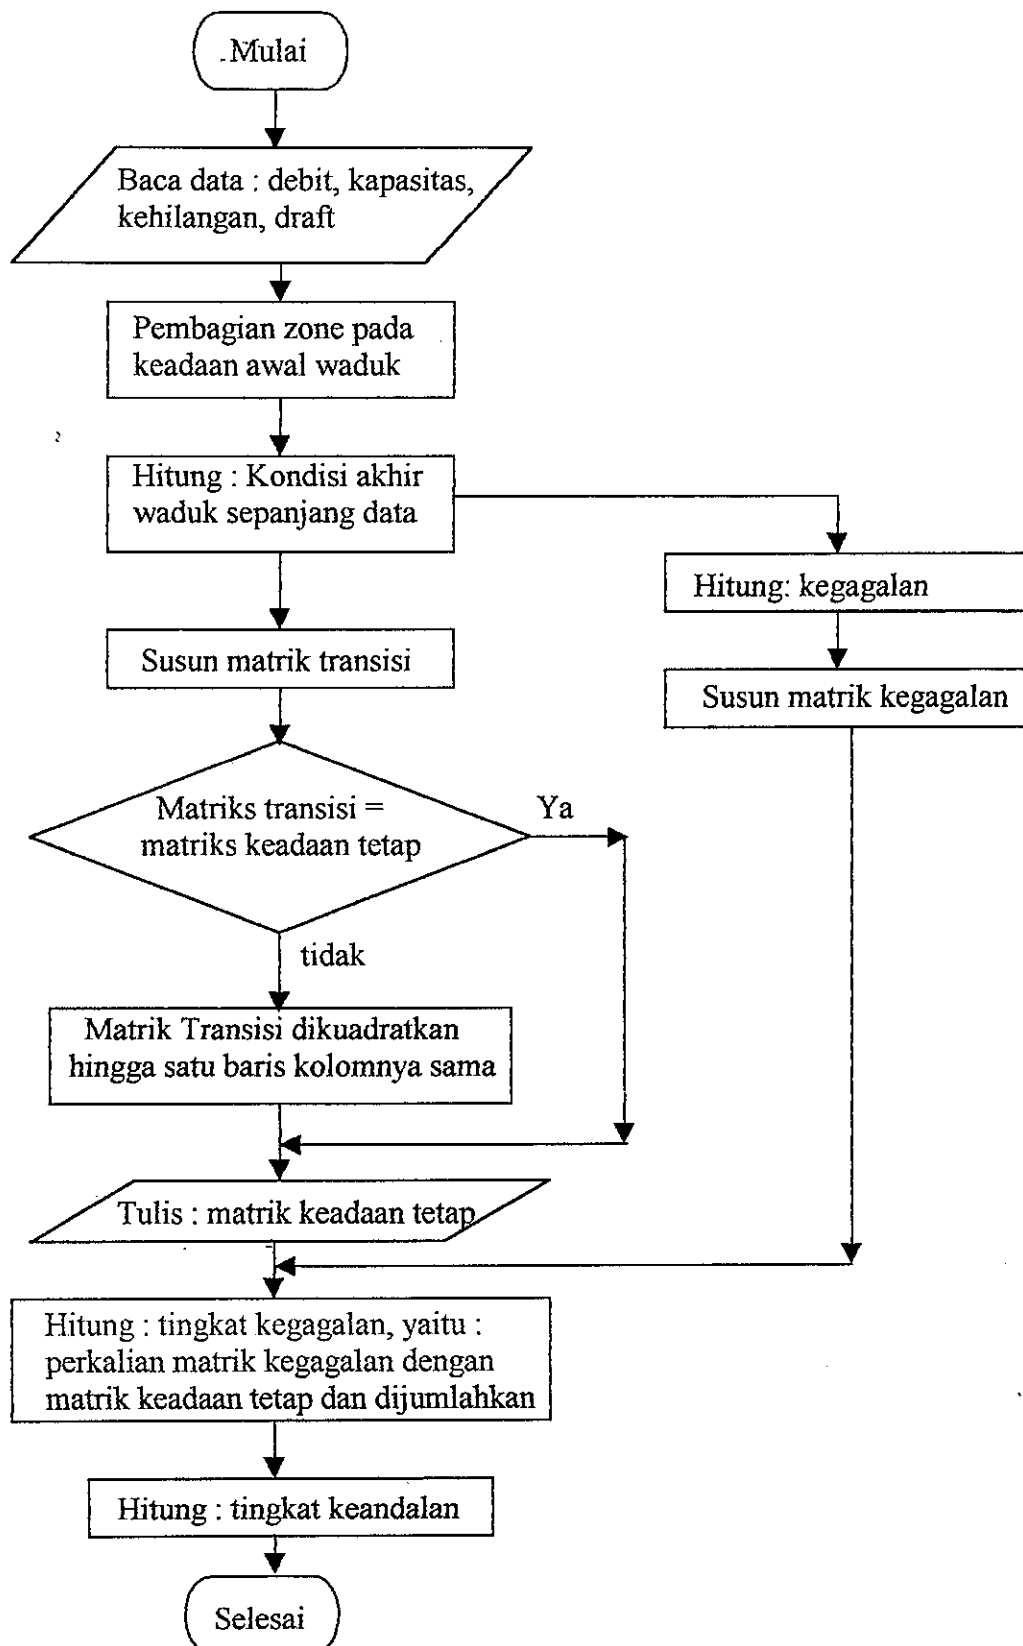 Mulai
Baca data : debit, kapasitas,
kehilangan, draft
Pembagian zone pada
keadaan awal waduk
Hitung : Kondisi akhir
waduk sepanjang data
Hitung: kegagalan
Susun matrik transisi
Susun matrik kegagalan
Matriks transisi =
matriks keadaan tetap
Ya
tidak
Matrik Transisi dikuadratkan
hingga satu baris kolomnya sama
Tulis : matrik keadaan tetap
Hitung : tingkat kegagalan, yaitu :
perkalian matrik kegagalan dengan
matrik keadaan tetap dan dijumlahkan
Hitung : tingkat keandalan
Selesai